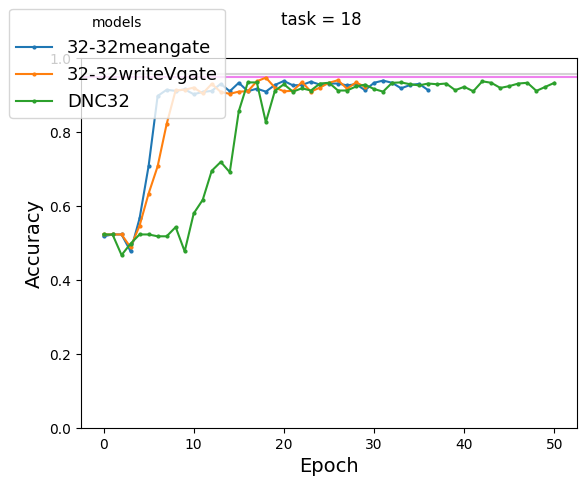 task = 18
models
32-32meangate
32-32writeVgate
DNC32
1.0
0.8
0.6
0.4
0.2
0.0
Accuracy
0 10 20 30 40 50
Epoch